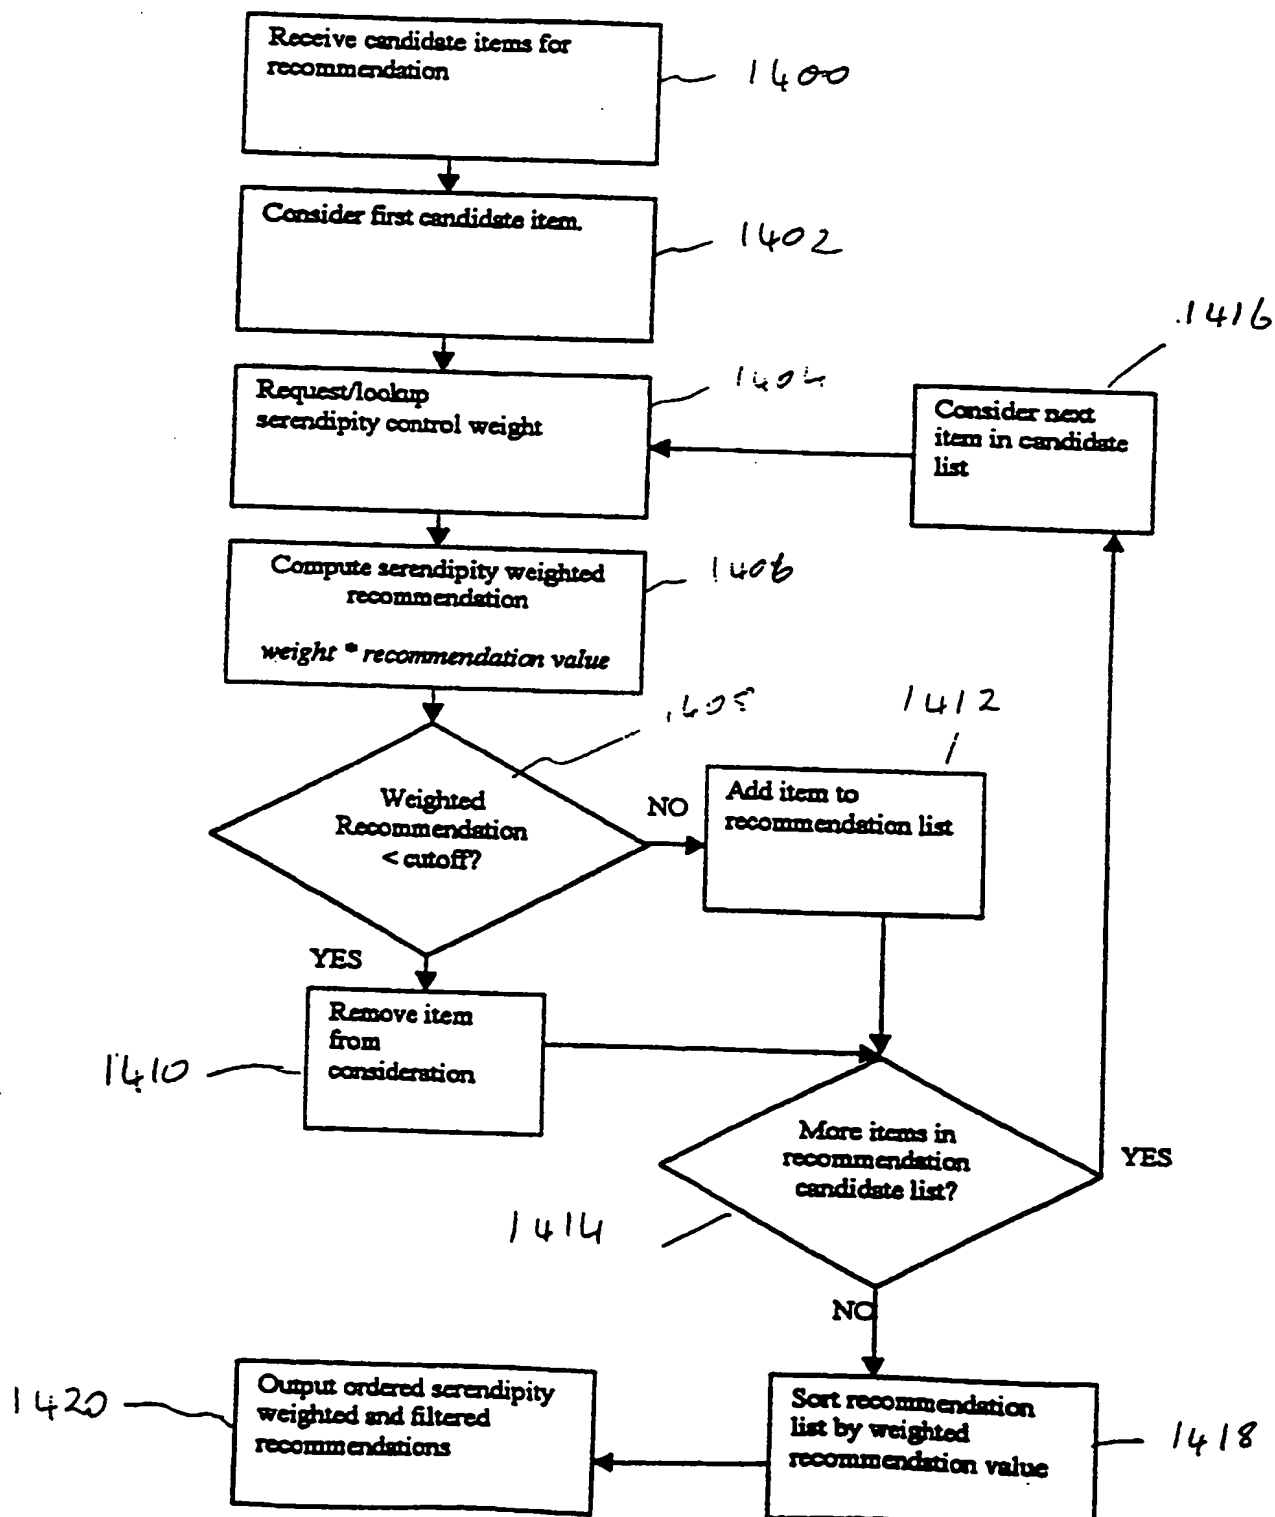 Receive candidate items for
recommendation
1400
Consider first candidate item.
1402
.1416
Request/lookup
serendipity control weight
1404
Consider next
item in candidate
list
Compute serendipity weighted
recommendation
weight * recommendation value
1406
1412
Weighted
Recommendation
< cutoff?
NO
Add item to
recommendation list
YES
Remove item
from
consideration
1410
More items in
recommendation
candidate list?
YES
1414
NO
Output ordered serendipity
weighted and filtered
recommendations
1420
Sort recommendation
list by weighted
recommendation value
1418